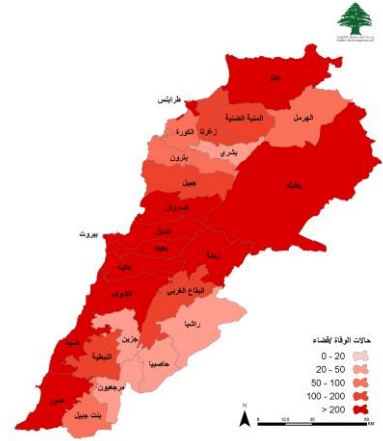 عكار
طرابلس
المنية الضنية
الهرمل
زغرتا
الكورة
بشري
بترون
جبيل
بعلبك
كسروان
المتن
بيروت
بعبدا
زحلة
عاليه
الشوف
البقاع الغربي
راشيا
جزين
صيدا
النبطية
حاصبيا
مرجعيون
صور
بنت جبيل
حالات الوفاة /قضاء
0 - 20
20 - 50
50 - 100
100 - 200
> 200
N
0 12.5 25 50
KM